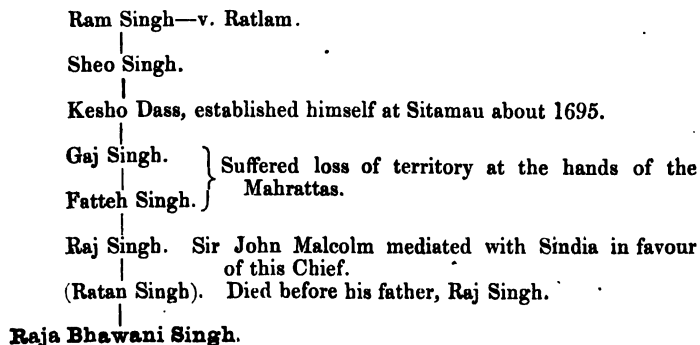 Ram Singh—v. Ratlam.
Sheo Singh.
Kesho Dass, established himself at Sitamau about 1695.
Gaj Singh.
Fatteh Singh.
Suffered loss of territory at the hands of the
Mahrattas.
Raj Singh. Sir John Malcolm mediated with Sindia in favour
of this Chief.
(Ratan Singh). Died before his father, Raj Singh.
Raja Bhawani Singh.